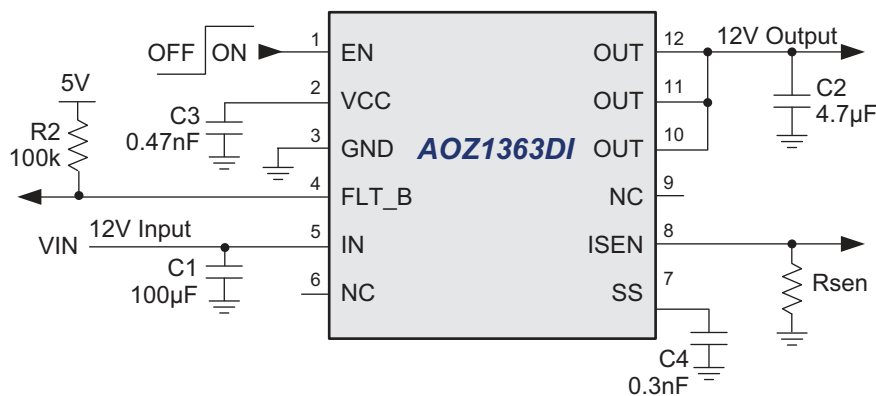 OFF ON
1 EN
5V
2 VCC
C3
0.47nF
R2
100k
3 GND
4 FLT_B
VIN 12V Input
5 IN
C1
100µF
6 NC
AOZ1363DI
OUT 12 12V Output
OUT 11
C2
4.7µF
OUT 10
NC 9
ISEN 8
Rsen
SS 7
C4
0.3nF